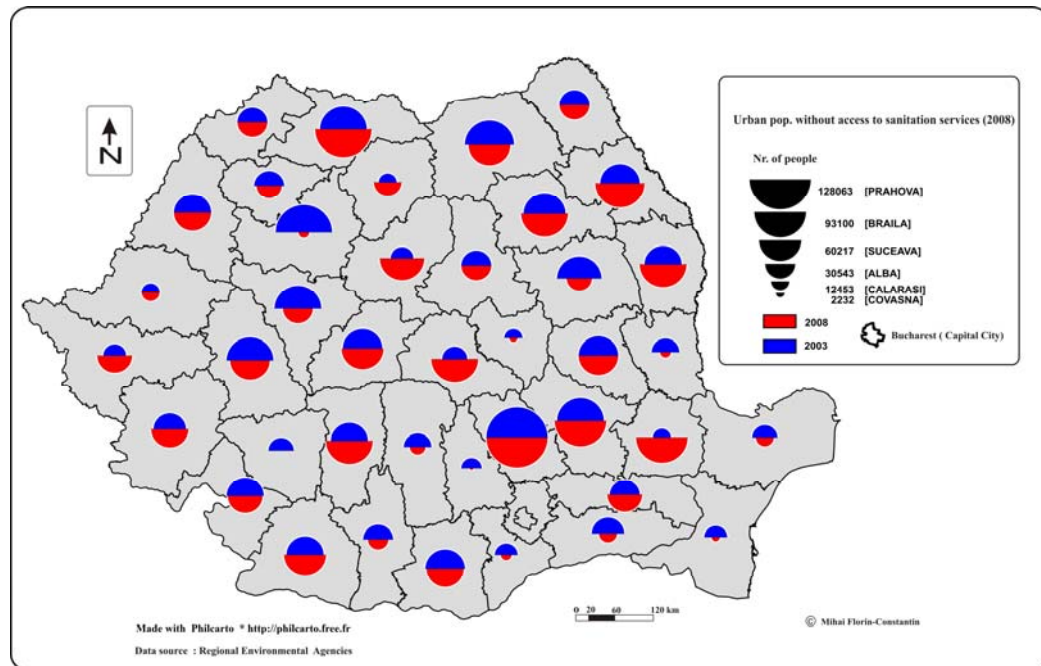 N
Urban pop. without access to sanitation services (2008)
Nr. of people
128063 [PRAHOVA]
93100 [BRAILA]
60217 [SUCEAVA]
30543 [ALBA]
12453 [CALARASI]
2232 [COVASNA]
2008
2003
Bucharest ( Capital City)
0 20 60 120 km
Made with Philcarto * http://philcarto.free.fr
© Mihai Florin-Constantin
Data source : Regional Environmental Agencies